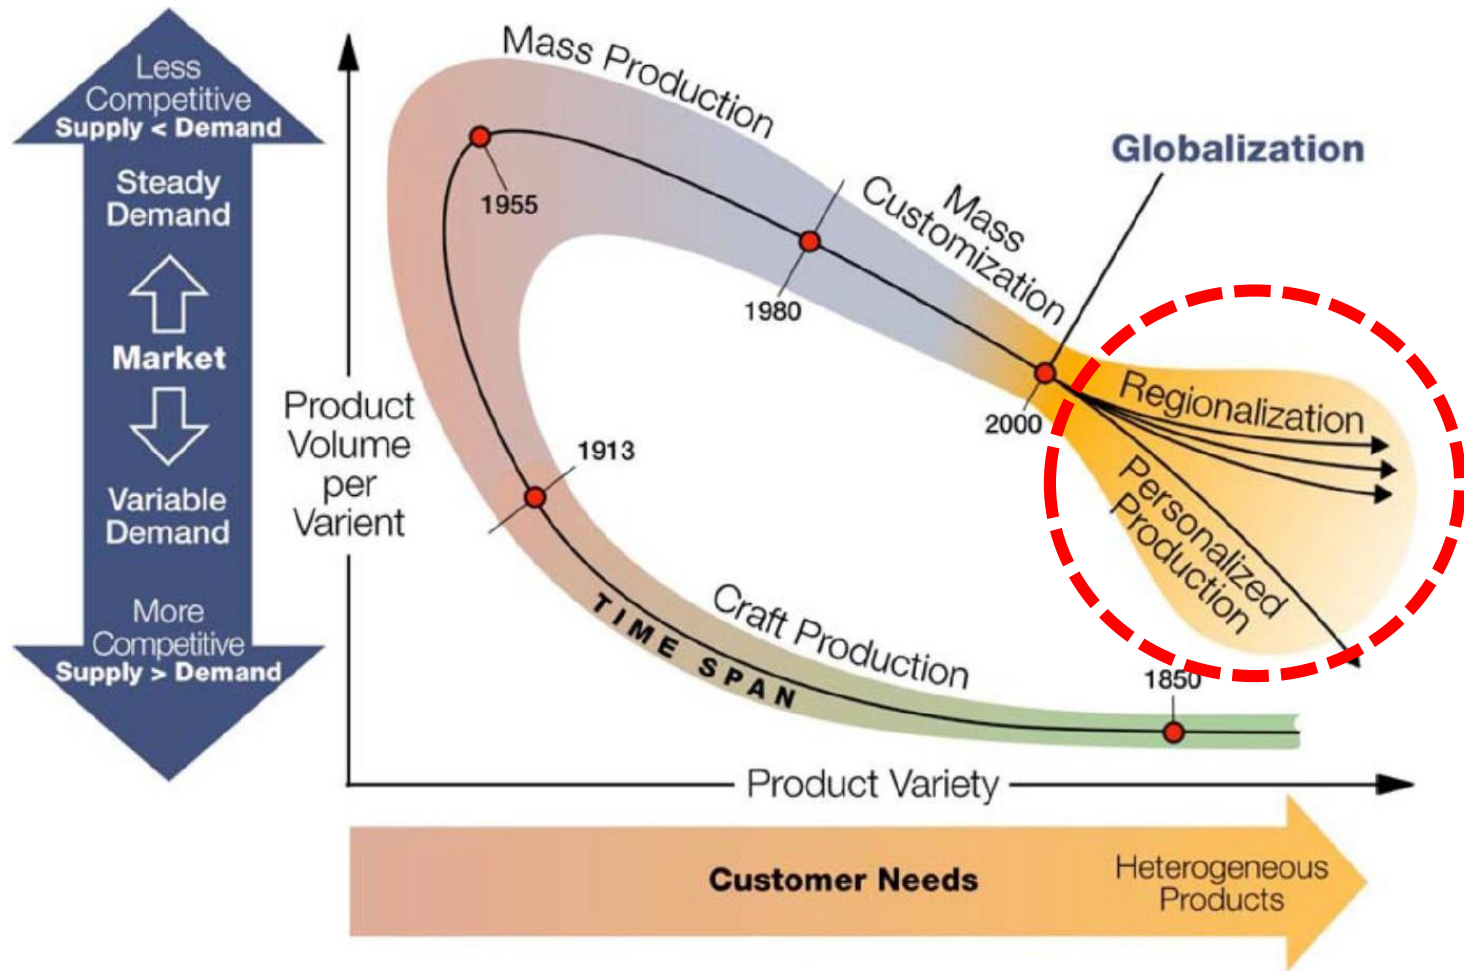 Less
Competitive
Supply < Demand
Steady
Demand
Market
Variable
Demand
More
Competitive
Supply > Demand
Product
Volume
per
Varient
Mass Production
1955
1980
Mass
Customization
Globalization
2000
Regionalization
Personalized
Production
1913
Craft Production
TIME SPAN
1850
Product Variety
Customer Needs
Heterogeneous
Products